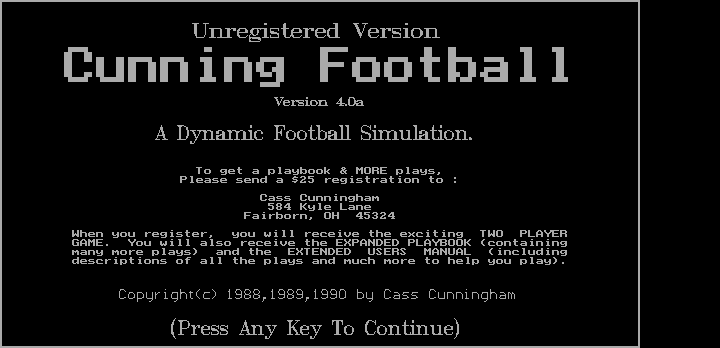 Unregistered Version
Cunning Football
Version 4.0a
A Dynamic Football Simulation.
To get a playbook & MORE plays,
Please send a $25 registration to :
Cass Cunningham
584 Kyle Lane
Fairborn, OH  45324
When you register,  you will receive the exciting  TWO  PLAYER
GAME.  You will also receive the EXPANDED PLAYBOOK (containing
many more plays)  and the  EXTENDED  USERS  MANUAL  (including
descriptions of all the plays and much more to help you play).
Copyright(c) 1988,1989,1990 by Cass Cunningham
(Press Any Key To Continue)